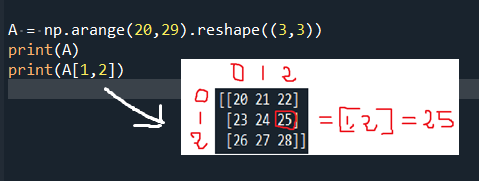 A = np.arange(20,29).reshape((3,3))
print(A)
print(A[1,2])
0 1 2
0 [[20 21 22]
1 [23 24 25] = [1,2] = 25
2 [26 27 28]]